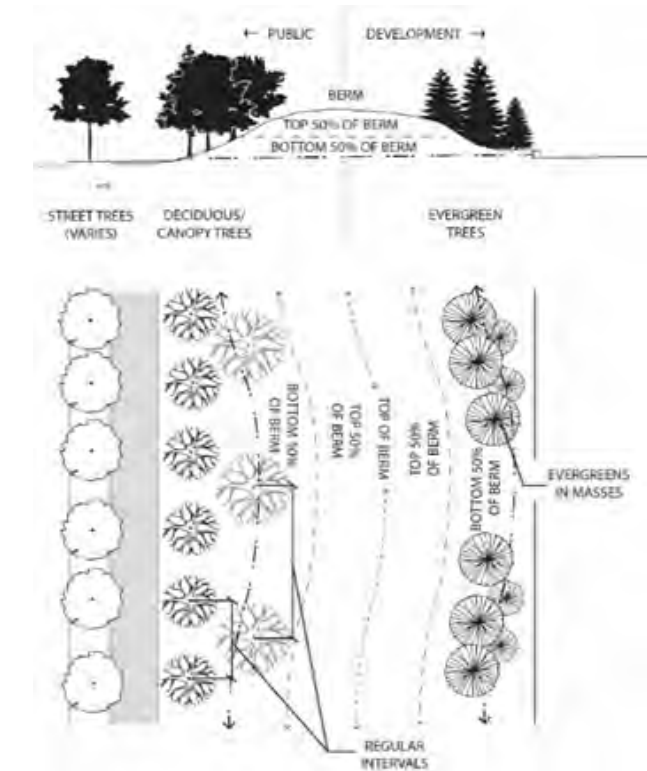 ← PUBLIC DEVELOPMENT →
BERM
TOP 50% OF BERM
BOTTOM 50% OF BERM
STREET TREES
(VARIES)
DECIDUOUS/
CANOPY TREES
EVERGREEN
TREES
BOTTOM 50%
OF BERM
TOP 50%
OF BERM
TOP OF BERM
TOP 50%
OF BERM
BOTTOM 50%
OF BERM
EVERGREENS
IN MASSES
REGULAR
INTERVALS